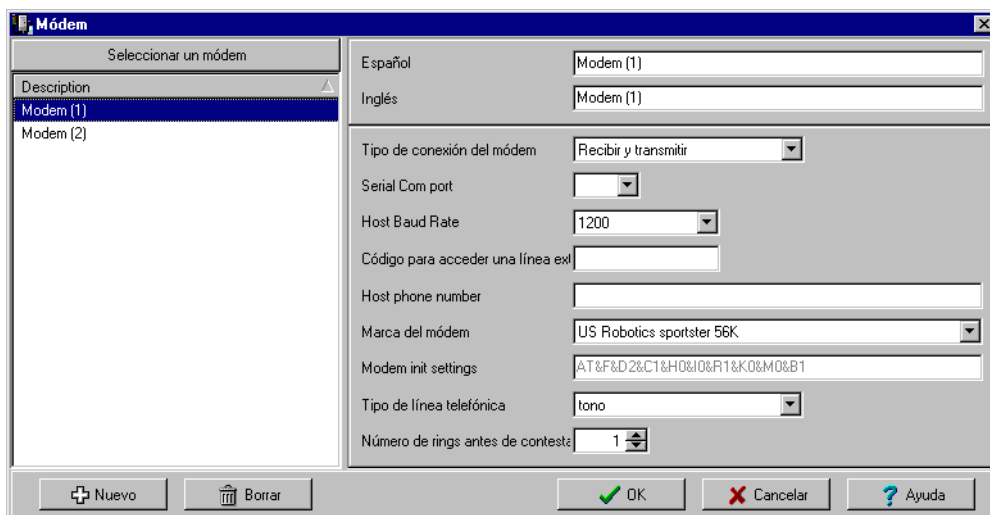 Módem
Seleccionar un módem
Description
Modem (1)
Modem (2)
Español Modem (1)
Inglés Modem (1)
Tipo de conexión del módem Recibir y transmitir
Serial Com port
Host Baud Rate 1200
Código para acceder una línea ext
Host phone number
Marca del módem US Robotics sportster 56K
Modem init settings AT&F&D2&C1&H0&I0&R1&K0&M0&B1
Tipo de línea telefónica tono
Número de rings antes de contesta 1
Nuevo Borrar OK Cancelar Ayuda